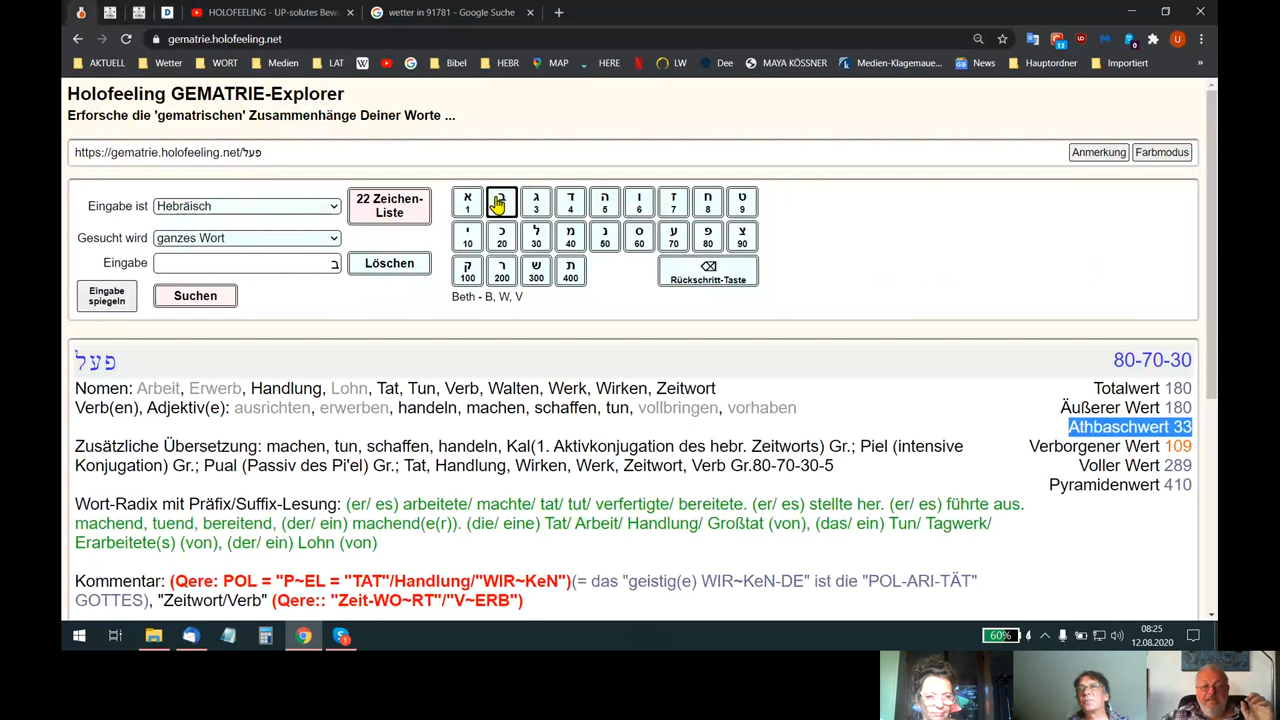 HOLOFEELING - UP-solutes Bewu
wetter in 91781 - Google Suche
gematrie.holofeeling.net
AKTUELL Wetter WORT Medien LAT Bibel HEBR MAP HERE LW Dee MAYA KÖSSNER Medien-Klagemaue... News Hauptordner Importiert »
Holofeeling GEMATRIE-Explorer
Erforsche die 'gematrischen' Zusammenhänge Deiner Worte ...
https://gematrie.holofeeling.net/פעל Anmerkung Farbmodus
Eingabe ist Hebräisch 22 Zeichen-Liste
Gesucht wird ganzes Wort
Eingabe ב Löschen
Eingabe spiegeln Suchen
א ב ג ד ה ו ז ח ט
1 3 4 5 6 7 8 9
י כ ל מ נ ס ע פ צ
10 20 30 40 50 60 70 80 90
ק ר ש ת
100 200 300 400 Rückschritt-Taste
Beth - B, W, V
פעל 80-70-30
Nomen: Arbeit, Erwerb, Handlung, Lohn, Tat, Tun, Verb, Walten, Werk, Wirken, Zeitwort
Verb(en), Adjektiv(e): ausrichten, erwerben, handeln, machen, schaffen, tun, vollbringen, vorhaben
Totalwert 180
Äußerer Wert 180
Athbaschwert 33
Verborgener Wert 109
Voller Wert 289
Pyramidenwert 410
Zusätzliche Übersetzung: machen, tun, schaffen, handeln, Kal(1. Aktivkonjugation des hebr. Zeitworts) Gr.; Piel (intensive
Konjugation) Gr.; Pual (Passiv des Pi'el) Gr.; Tat, Handlung, Wirken, Werk, Zeitwort, Verb Gr.80-70-30-5
Wort-Radix mit Präfix/Suffix-Lesung: (er/ es) arbeitete/ machte/ tat/ tut/ verfertigte/ bereitete. (er/ es) stellte her. (er/ es) führte aus.
machend, tuend, bereitend, (der/ ein) machend(e(r)). (die/ eine) Tat/ Arbeit/ Handlung/ Großtat (von), (das/ ein) Tun/ Tagwerk/
Erarbeitete(s) (von), (der/ ein) Lohn (von)
Kommentar: (Qere: POL = "P~EL = "TAT"/Handlung/"WIR~KeN")(= das "geistig(e) WIR~KeN-DE" ist die "POL-ARI-TÄT"
GOTTES), "Zeitwort/Verb" (Qere:: "Zeit-WO~RT"/"V~ERB")
60% 08:25
12.08.2020